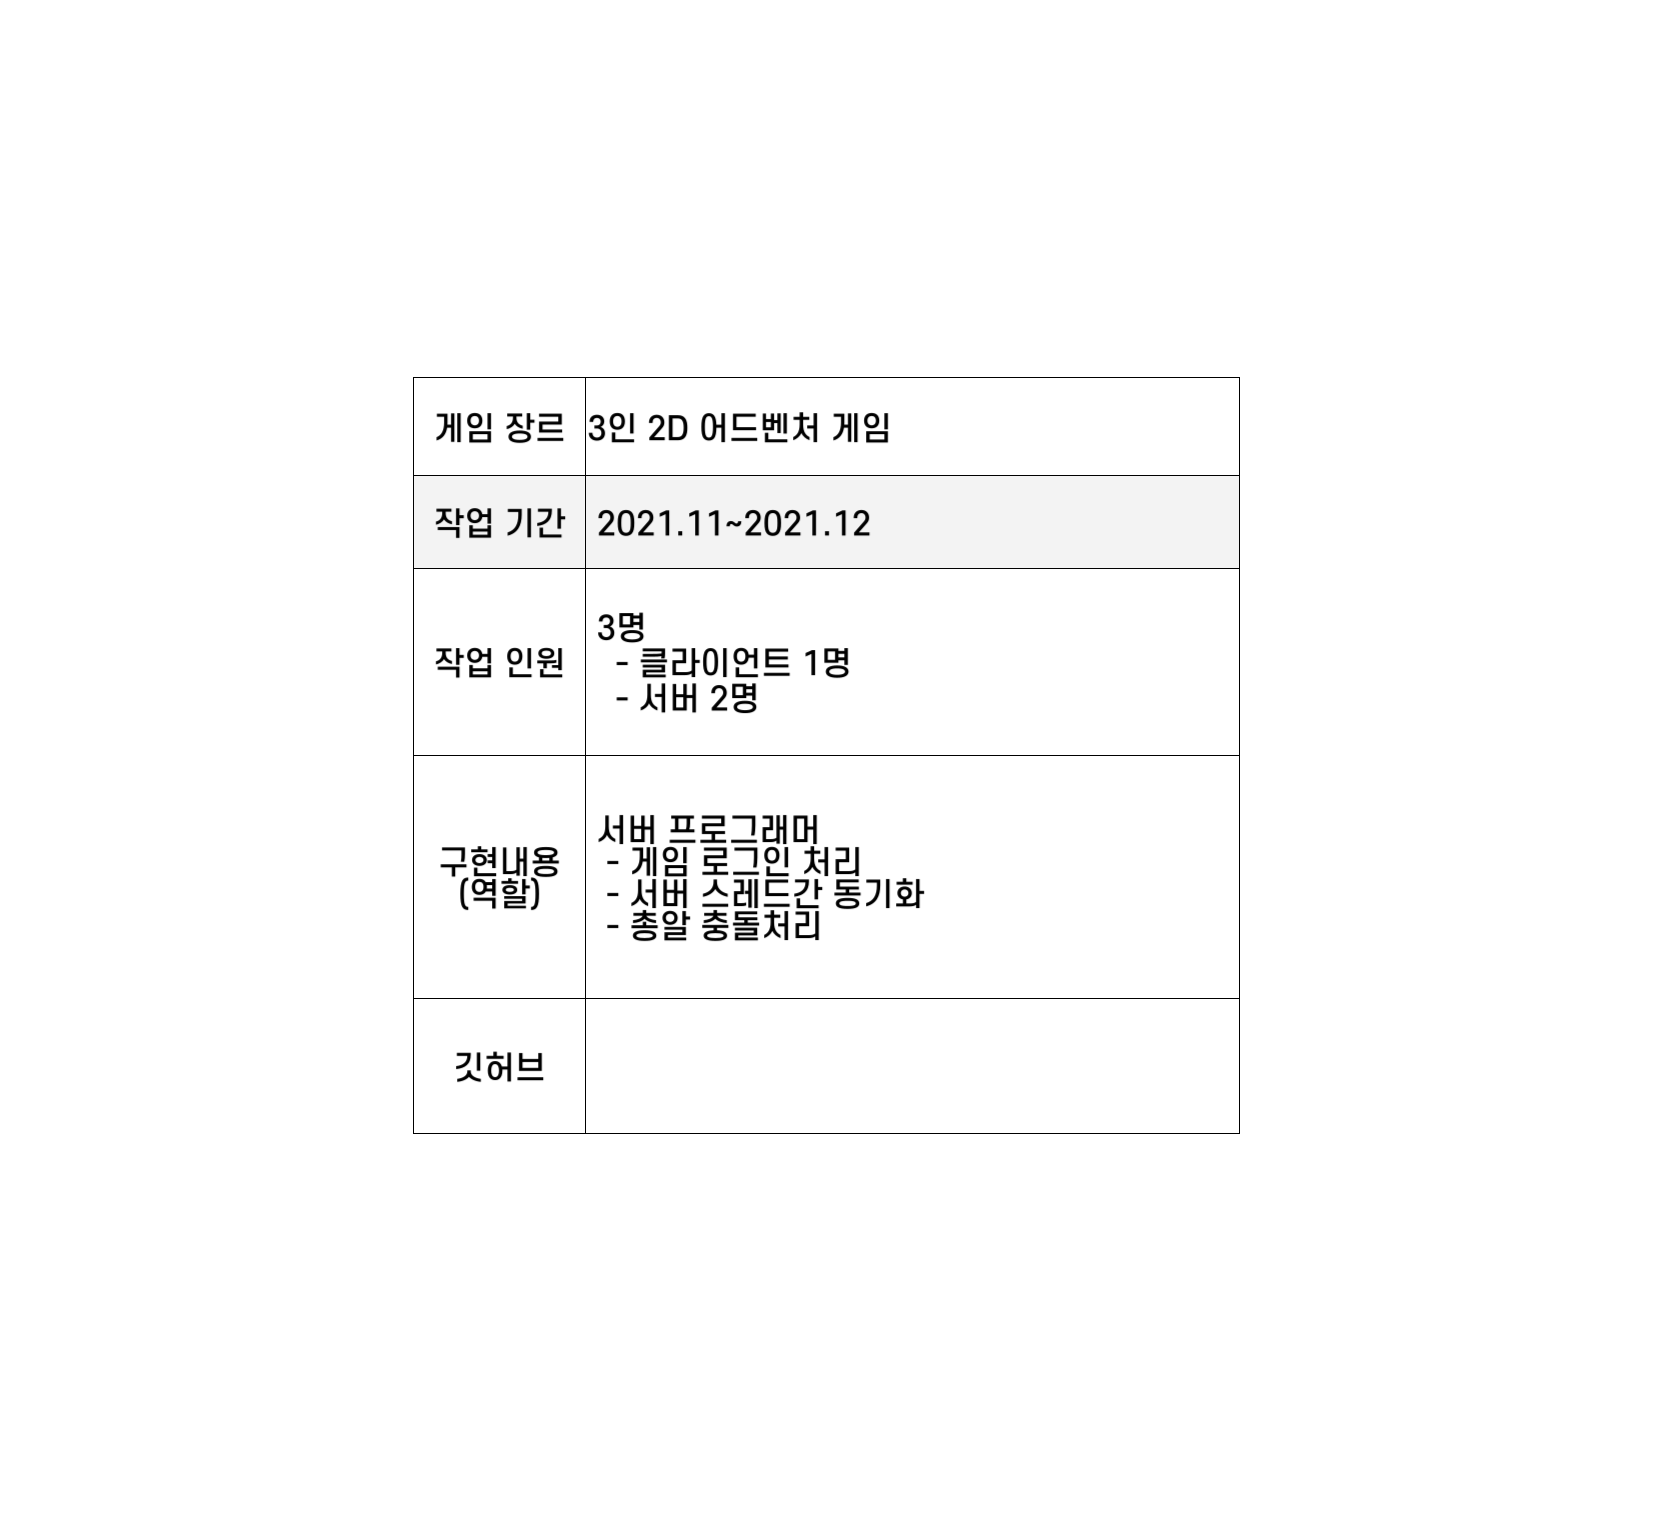 게임 장르
3인 2D 어드벤처 게임
작업 기간
2021.11~2021.12
작업 인원
3명
- 클라이언트 1명
- 서버 2명
구현내용
(역할)
서버 프로그래머
- 게임 로그인 처리
- 서버 스레드간 동기화
- 총알 충돌처리
깃허브